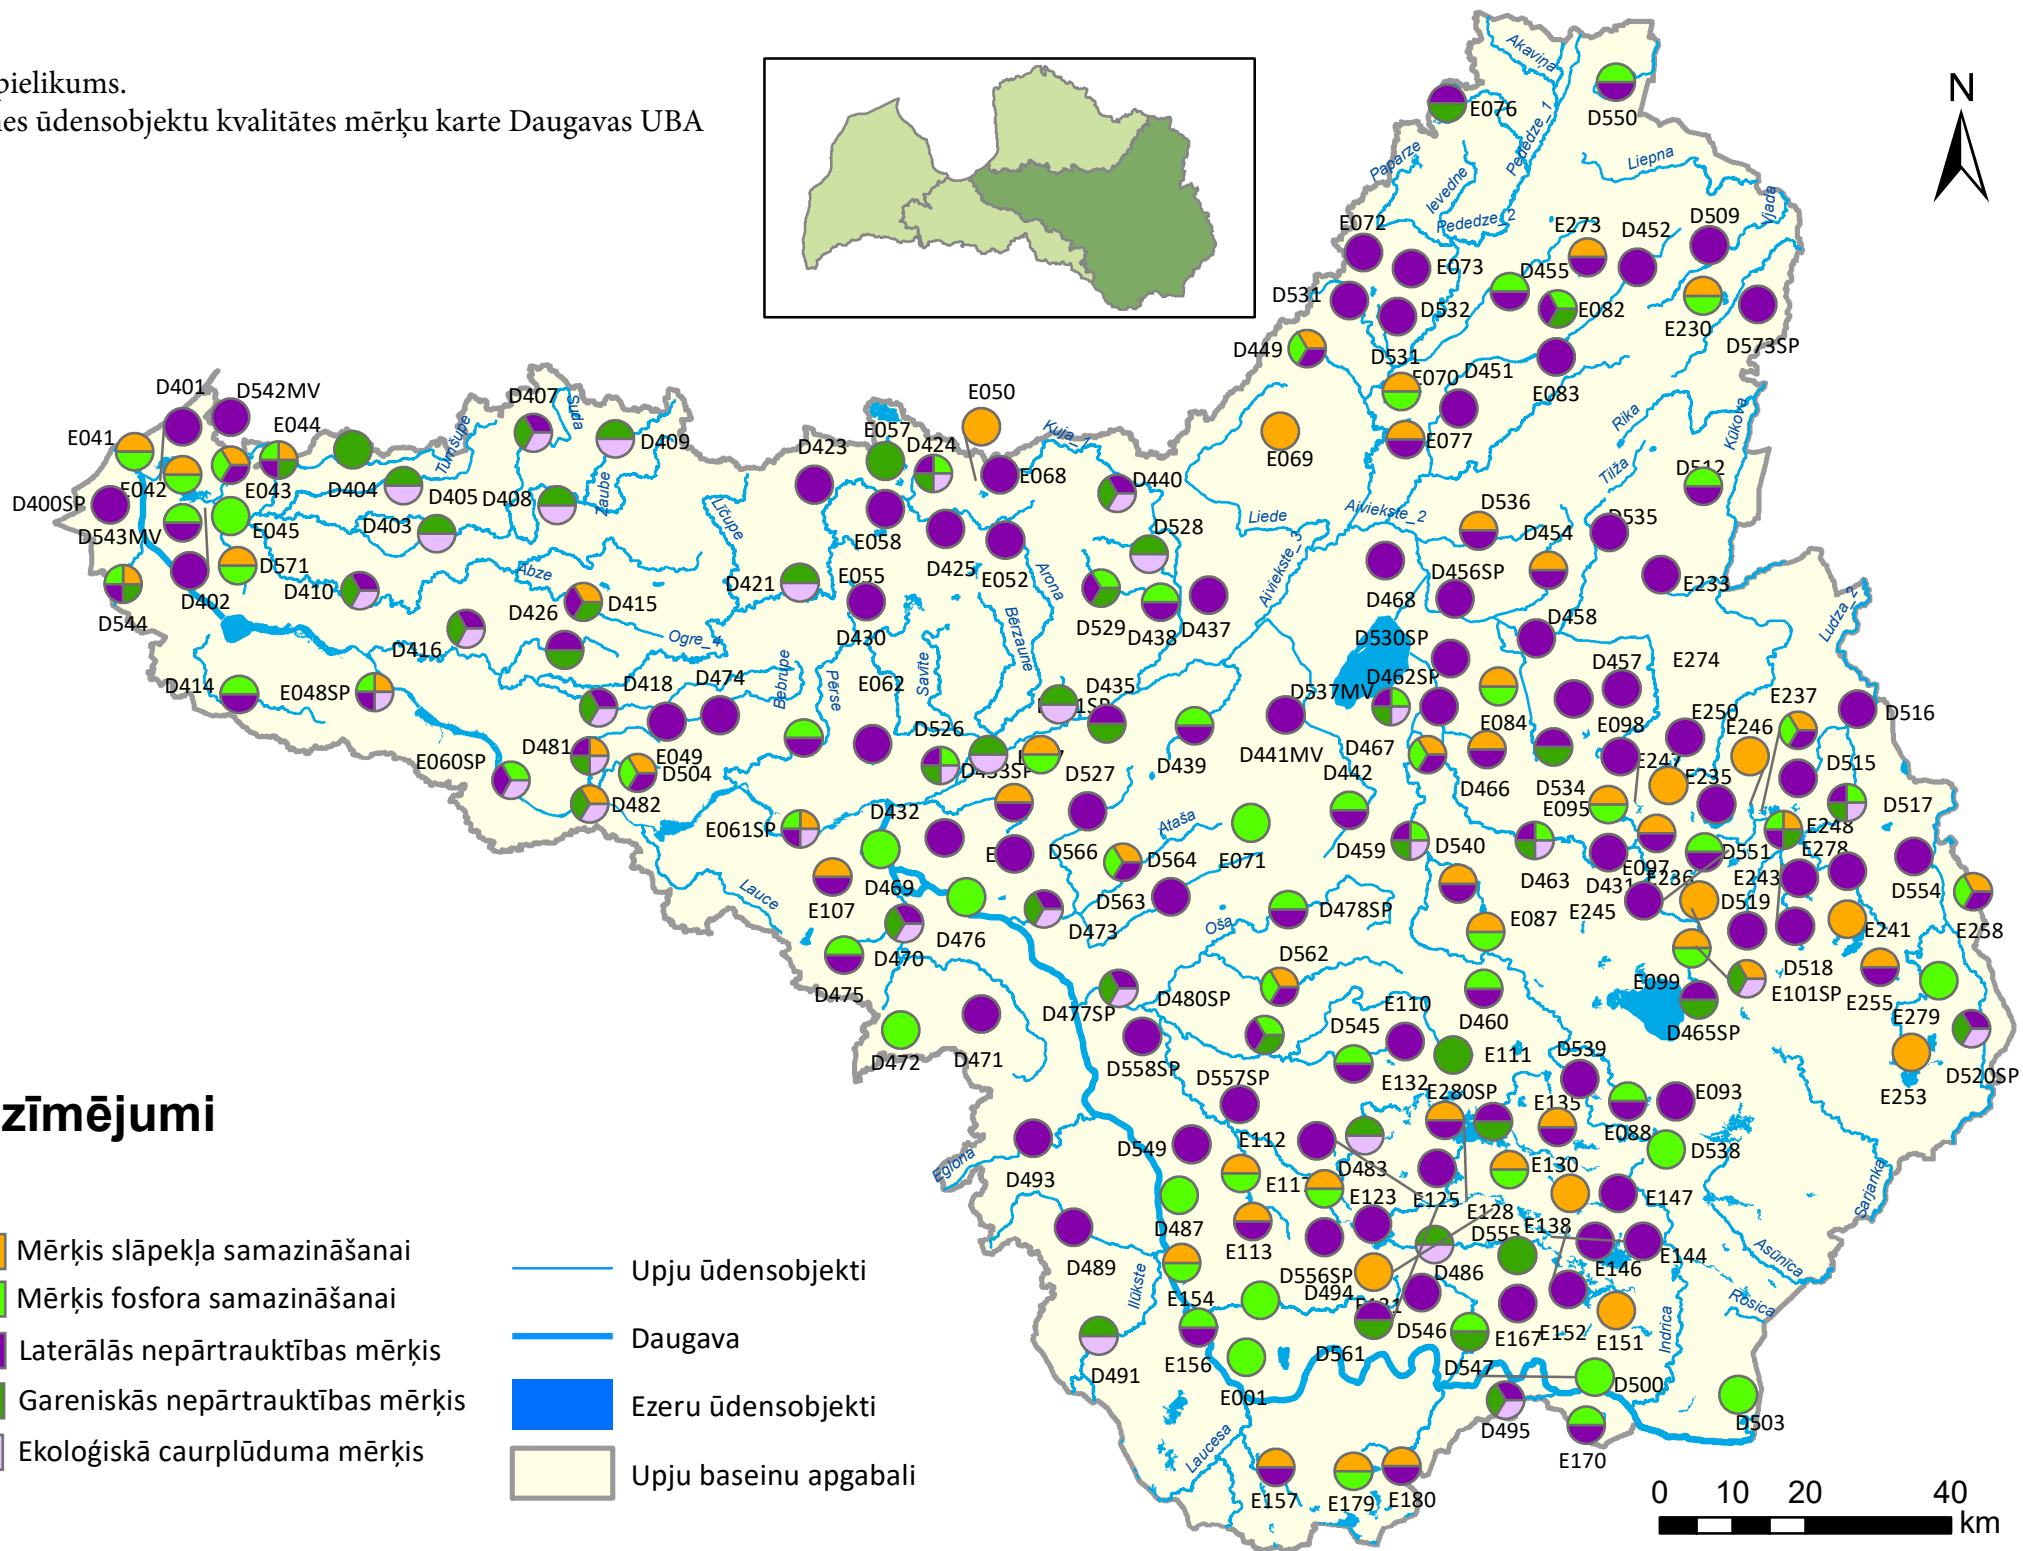 pielikums.
nes ūdensobjektu kvalitātes mērķu karte Daugavas UBA
N
Akaviņa
E076
D550
Pededze_1
Paparze
Ievedne
Liepna
Vjada
Pededze_2
E072
E273
D452
D509
E073
D455
D531
D532
E082
E230
D573SP
D449
D531
E070
D451
E083
D401
D542MV
D407
Suda
E050
Kuja_1
Rika
Kūkova
E041
E044
Tumšupe
D409
D423
E057
D424
E077
E069
E042
E043
D404
D405
D408
Zaube
E068
D440
Tilža
D512
D400SP
D543MV
E045
D403
Līčupe
Liede
Aiviekste_2
D536
D454
D535
E058
D425
E052
D528
Aiviekste_3
D571
Abze
D402
D410
D415
D421
E055
Arona
D456SP
E233
D544
D426
D430
D529
D438
D437
D468
Ludza_2
D416
Ogre_4
Bērzaune
D530SP
D458
D414
E048SP
D418
D474
Bebrupe
Pērse
E062
Savīte
D435
D457
E274
D462SP
D537MV
E237
D516
D481
E049
D526
E084
E098
E250
E246
E060SP
D504
D439
D441MV
D467
E247
D527
D442
D466
D534
E235
D515
D482
E095
D517
E061SP
D432
Ataša
D566
D564
E071
D459
D540
D463
D431
E097
E236
D551
E248
E278
E243
D554
Lauce
E107
D469
D563
D473
D478SP
E245
D519
E258
D476
Oša
E087
E241
D470
D475
D562
E099
D518
E101SP
E255
D477SP
D480SP
E110
D460
E279
D472
D471
D545
E111
D539
D465SP
D558SP
E132
E253
D520SP
D557SP
E280SP
E135
E093
E088
D549
E112
D538
Eglona
D493
D483
E130
E123
E125
E147
E128
D487
E113
D555
E138
Sarjanka
D489
D556SP
D494
D486
E146
E144
Asūnica
Ilūkste
E154
D546
E167
E152
E151
Indrica
Rosica
D491
E156
D561
D547
E001
D500
D503
D495
E170
Laucesa
E157
E179
E180
zīmējumi
Mērķis slāpekļa samazināšanai
Mērķis fosfora samazināšanai
Laterālās nepārtrauktības mērķis
Gareniskās nepārtrauktības mērķis
Ekoloģiskā caurplūduma mērķis
Upju ūdensobjekti
Daugava
Ezeru ūdensobjekti
Upju baseinu apgabali
0 10 20 40
km